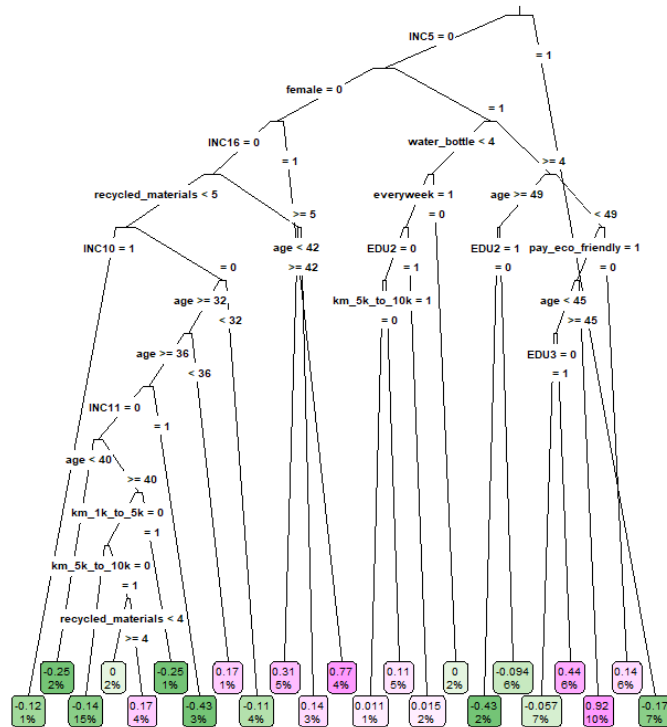 INC5 = 0
= 1
female = 0
= 1
INC16 = 0
water_bottle < 4
= 1
>= 4
recycled_materials < 5
everyweek = 1
age >= 49
>= 5
= 0
< 49
INC10 = 1
age < 42
EDU2 = 0
EDU2 = 1
pay_eco_friendly = 1
= 0
>= 42
= 1
= 0
= 0
age >= 32
km_5k_to_10k = 1
age < 45
< 32
= 0
>= 45
age >= 36
EDU3 = 0
< 36
= 1
INC11 = 0
= 1
age < 40
>= 40
km_1k_to_5k = 0
= 1
km_5k_to_10k = 0
= 1
recycled_materials < 4
>= 4
-0.25 0 -0.25 0.17 0.31 0.77 0.11 0 -0.094 0.44 0.14
2% 2% 1% 1% 5% 4% 5% 2% 6% 6% 6%
-0.12 -0.14 0.17 -0.43 -0.11 0.14 0.011 0.015 -0.43 -0.057 0.92 -0.17
1% 15% 4% 3% 4% 3% 1% 2% 2% 7% 10%